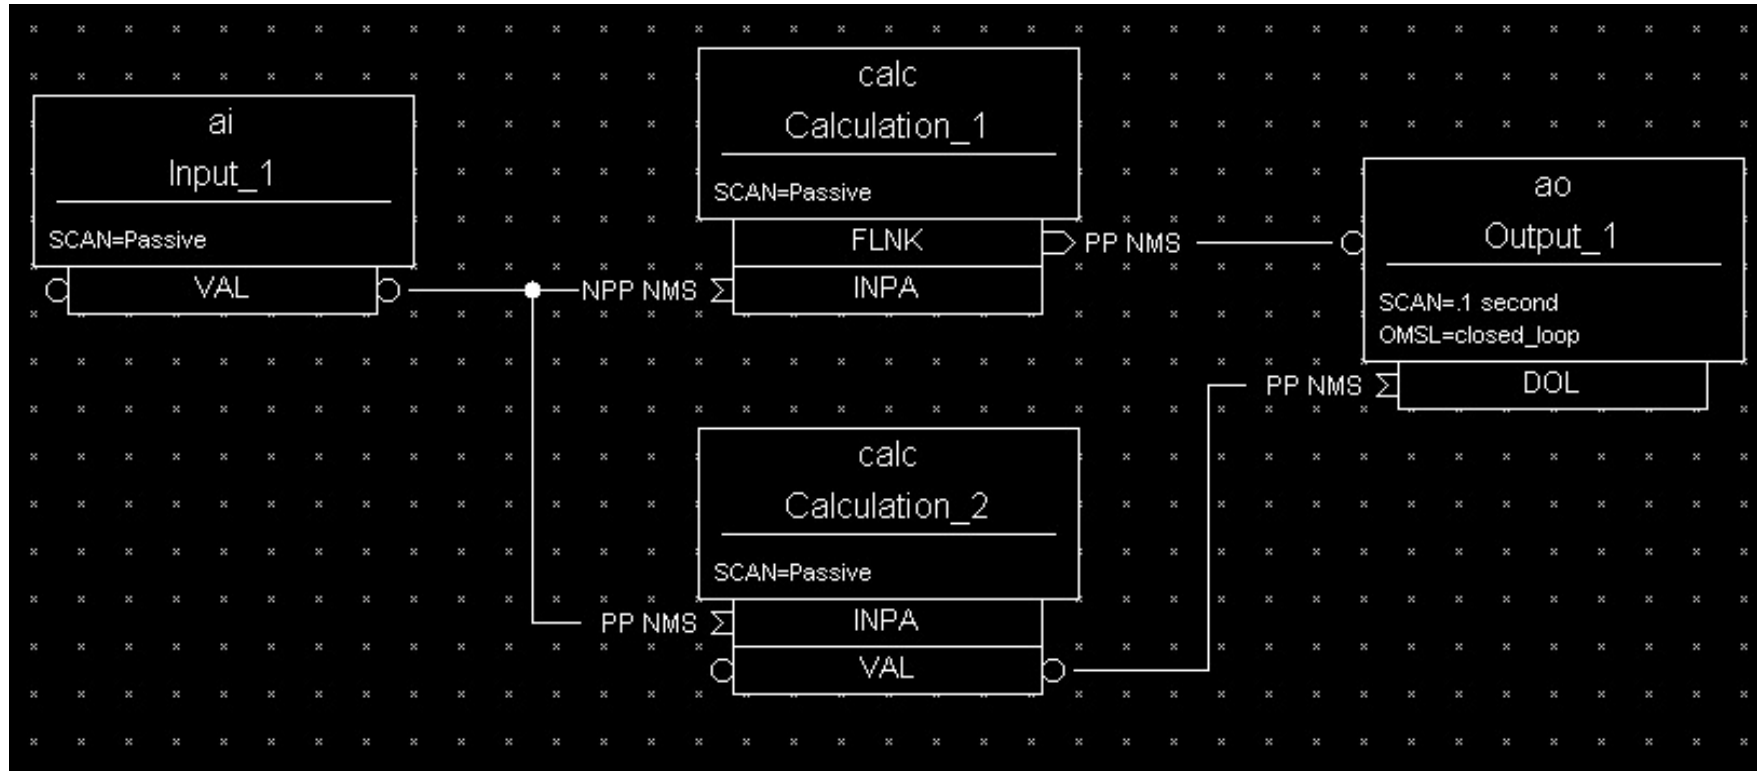 ai
Input_1
SCAN=Passive
VAL
calc
Calculation_1
SCAN=Passive
FLNK
PP NMS
NPP NMS
INPA
calc
Calculation_2
SCAN=Passive
PP NMS
INPA
VAL
ao
Output_1
SCAN=.1 second
OMSL=closed_loop
PP NMS
DOL